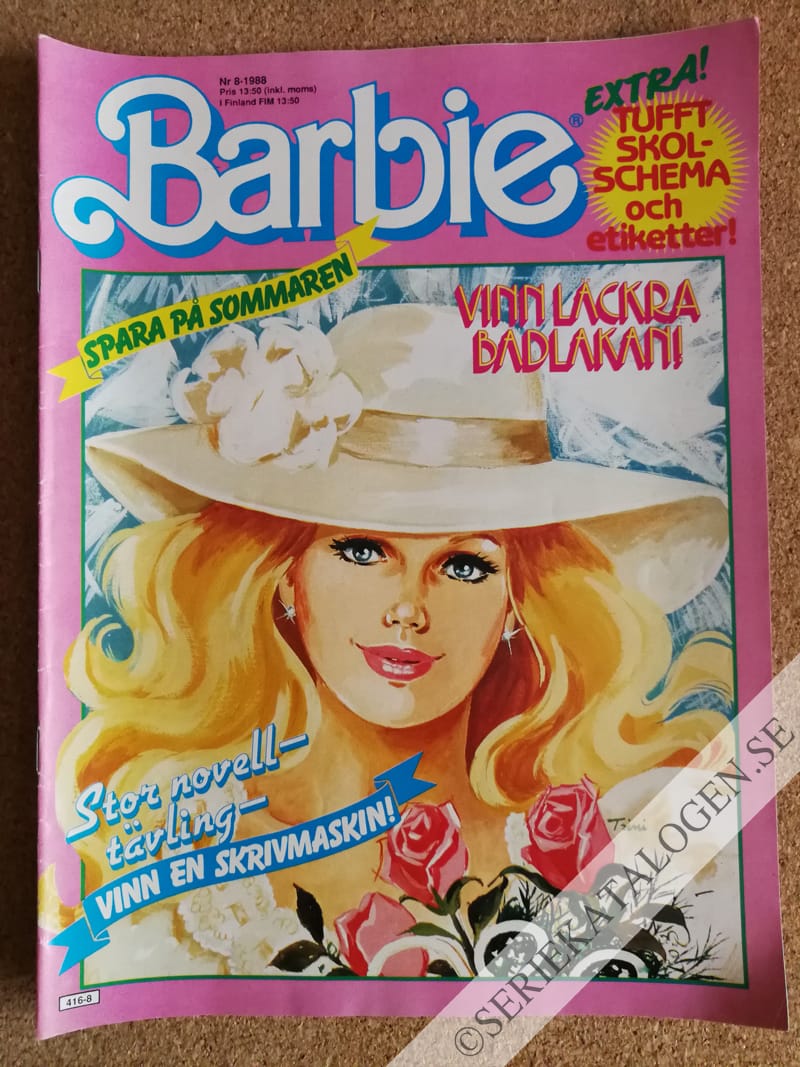 Nr 8-1988
Pris 13:50 (inkl. moms)
I Finland FIM 13:50
Barbie®
EXTRA!
TUFFT
SKOL-
SCHEMA
och
etiketter!
SPARA PÅ SOMMAREN
VINN LÄCKRA
BADLAKAN!
Stor novell-
tävling-
VINN EN SKRIVMASKIN!
Trini
416-8
©SERIEKATALOGEN.SE